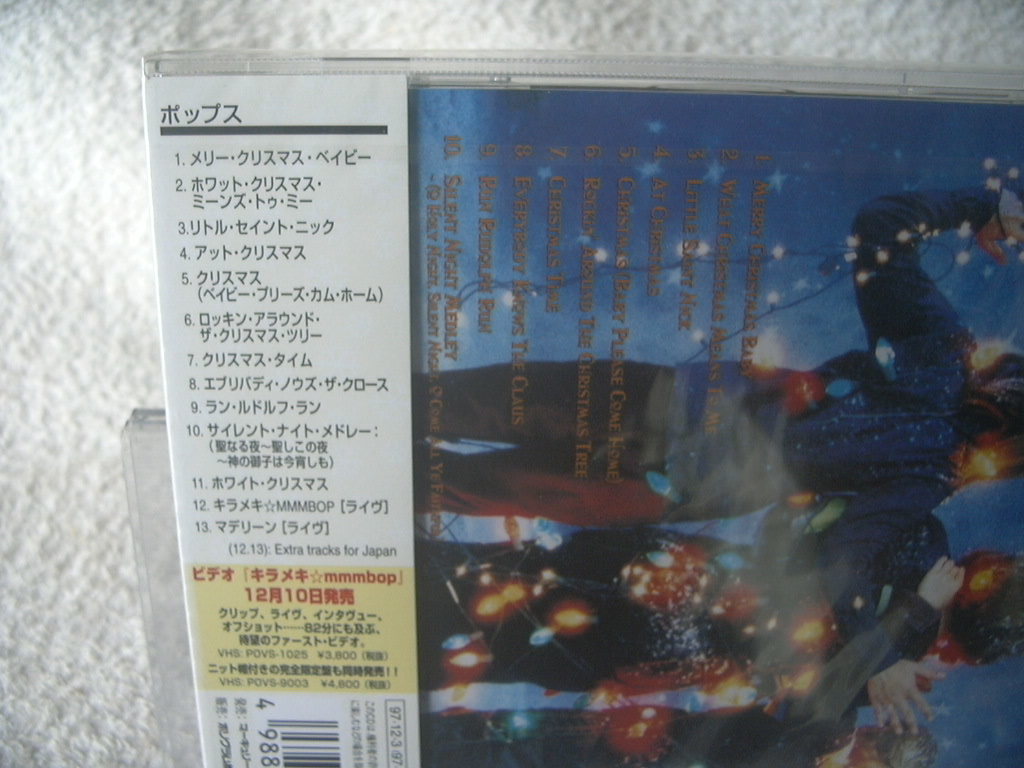 ポップス
1. メリー・クリスマス・ベイビー
2. ホワット・クリスマス・
ミーンズ・トゥ・ミー
3.リトル・セイント・ニック
4. アット・クリスマス
5. クリスマス
(ベイビー・プリーズ・カム・ホーム)
6. ロッキン・アラウンド・
ザ・クリスマス・ツリー
7. クリスマス・タイム
8. エブリバディ・ノウズ・ザ・クロース
9. ラン・ルドルフ・ラン
10. サイレント・ナイト・メドレー:
(聖なる夜〜聖しこの夜
〜神の御子は今宵しも)
11. ホワイト・クリスマス
12. キラメキ☆MMMBOP [ライヴ]
13. マデリーン [ライヴ]
(12.13): Extra tracks for Japan
ビデオ「キラメキ☆mmmbop」
12月10日発売
クリップ、ライヴ、インタヴュー、
オフショット……82分にも及ぶ、
待望のファースト・ビデオ。
VHS: POVS-1025 ¥3,800 (税抜)
ニット帽付きの完全限定盤も同時発売!!
VHS: POVS-9003 ¥4,800 (税抜)
97-12-3
4 988
1. Merry Christmas Baby
2. What Christmas Means To Me
3. Little Saint Nick
4. At Christmas
5. Christmas (Baby Please Come Home)
6. Rockin' Around The Christmas Tree
7. Christmas Time
8. Everybody Knows The Claus
9. Run Rudolph Run
10. Silent Night Medley
- (O Holy Night, Silent Night, O Come All Ye Faithful)